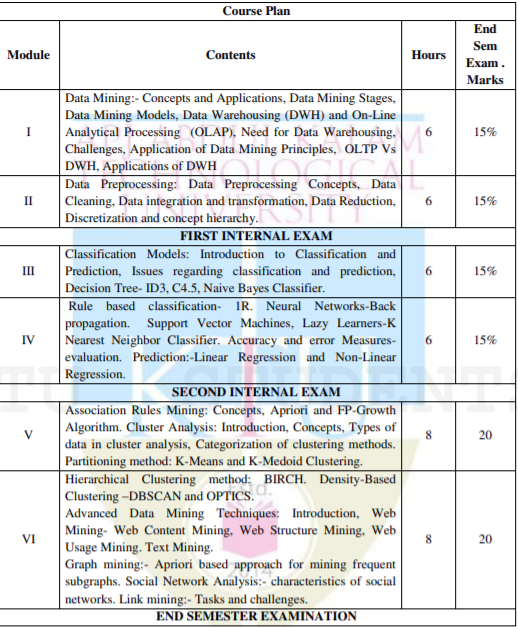 Course Plan
Module
Contents
Hours
End
Sem
Exam .
Marks
I
Data Mining:- Concepts and Applications, Data Mining Stages,
Data Mining Models, Data Warehousing (DWH) and On-Line
Analytical Processing (OLAP), Need for Data Warehousing,
Challenges, Application of Data Mining Principles, OLTP Vs
DWH, Applications of DWH
6
15%
II
Data Preprocessing: Data Preprocessing Concepts, Data
Cleaning, Data integration and transformation, Data Reduction,
Discretization and concept hierarchy.
6
15%
FIRST INTERNAL EXAM
III
Classification Models: Introduction to Classification and
Prediction, Issues regarding classification and prediction,
Decision Tree- ID3, C4.5, Naive Bayes Classifier.
6
15%
IV
Rule based classification- 1R. Neural Networks-Back
propagation. Support Vector Machines, Lazy Learners-K
Nearest Neighbor Classifier. Accuracy and error Measures-
evaluation. Prediction:-Linear Regression and Non-Linear
Regression.
6
15%
SECOND INTERNAL EXAM
V
Association Rules Mining: Concepts, Apriori and FP-Growth
Algorithm. Cluster Analysis: Introduction, Concepts, Types of
data in cluster analysis, Categorization of clustering methods.
Partitioning method: K-Means and K-Medoid Clustering.
8
20
VI
Hierarchical Clustering method: BIRCH. Density-Based
Clustering –DBSCAN and OPTICS.
Advanced Data Mining Techniques: Introduction, Web
Mining- Web Content Mining, Web Structure Mining, Web
Usage Mining. Text Mining.
Graph mining:- Apriori based approach for mining frequent
subgraphs. Social Network Analysis:- characteristics of social
networks. Link mining:- Tasks and challenges.
8
20
END SEMESTER EXAMINATION
TECHNOLOGICAL
UNIVERSITY
Estd.
2014